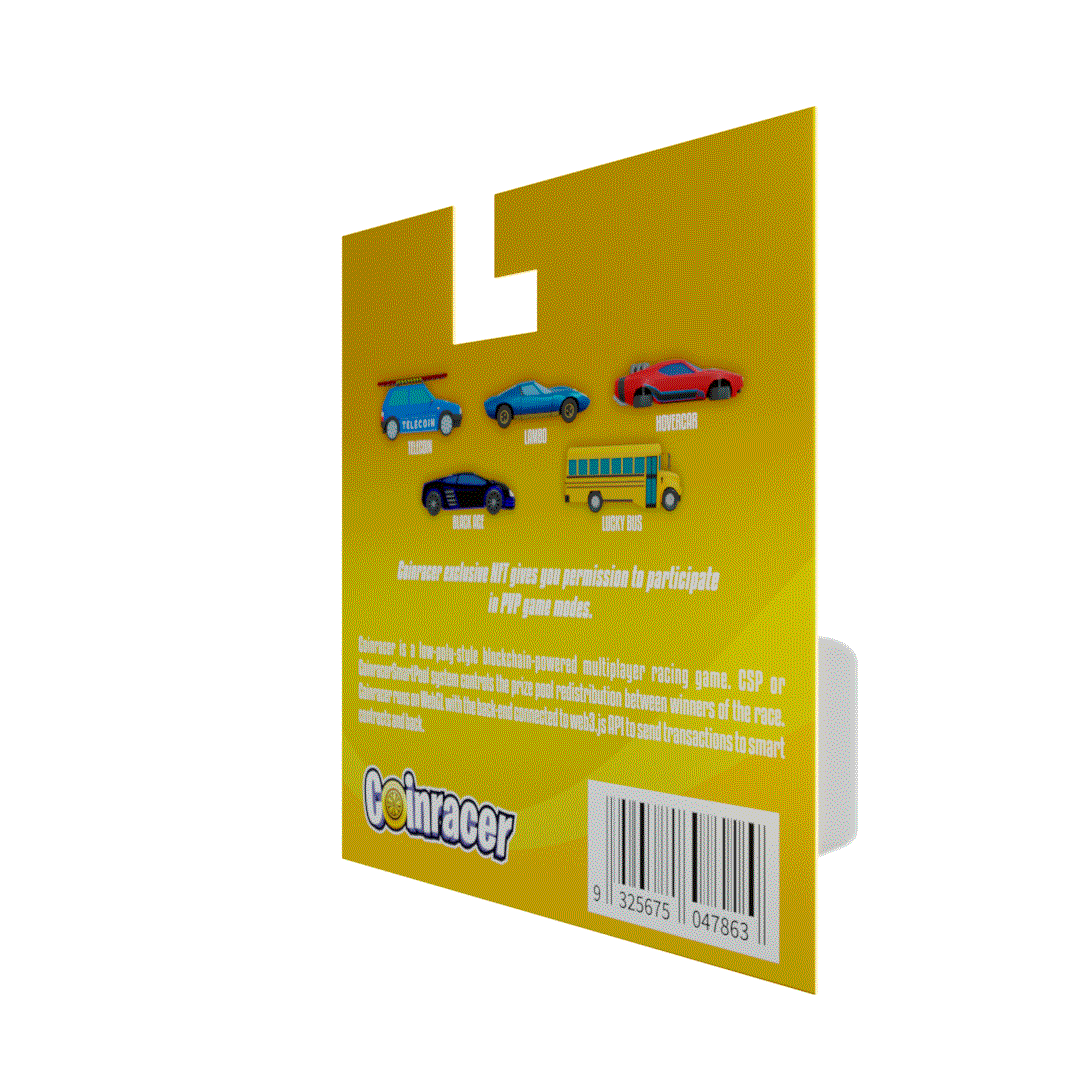 TELECOIN
TELECOIN
LAMBO
HOVERCAR
BLOCK ACE
LUCKY BUS
Coinracer exclusive NFT gives you permission to participate
in PVP game modes.
Coinracer is a low-poly-style blockchain-powered multiplayer racing game. CSP or
CoinracerSmartPool system controls the prize pool redistribution between winners of the race.
Coinracer runs on WebGL with the back-end connected to web3.js API to send transactions to smart
contracts and back.
Coinracer
9 325675 047863